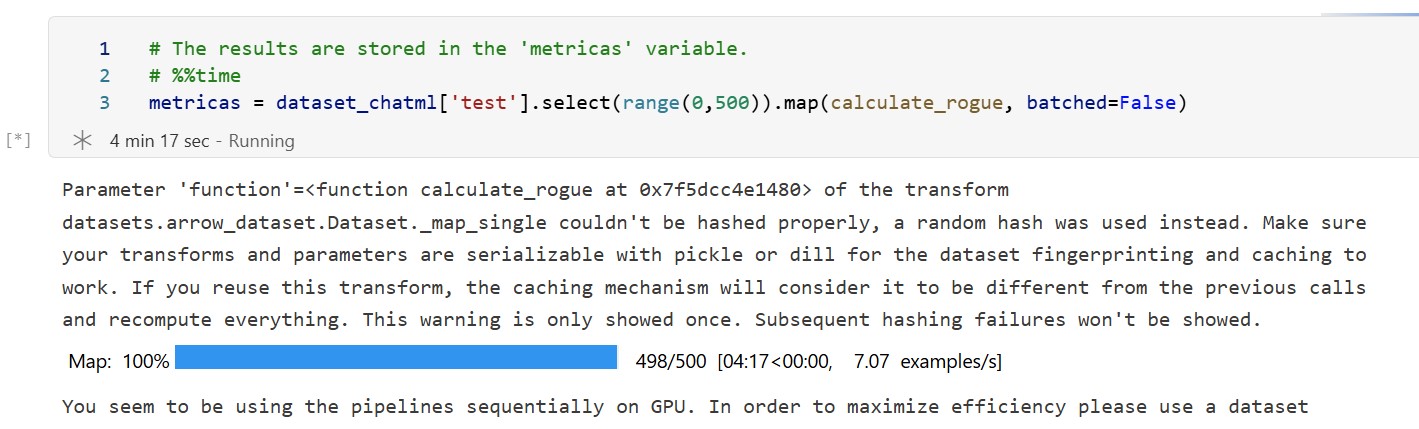 1 # The results are stored in the 'metricas' variable.
2 # %%time
3 metricas = dataset_chatml['test'].select(range(0,500)).map(calculate_rogue, batched=False)
[*] 4 min 17 sec - Running
Parameter 'function'=<function calculate_rogue at 0x7f5dcc4e1480> of the transform
datasets.arrow_dataset.Dataset._map_single couldn't be hashed properly, a random hash was used instead. Make sure
your transforms and parameters are serializable with pickle or dill for the dataset fingerprinting and caching to
work. If you reuse this transform, the caching mechanism will consider it to be different from the previous calls
and recompute everything. This warning is only showed once. Subsequent hashing failures won't be showed.
Map: 100% 498/500 [04:17<00:00, 7.07 examples/s]
You seem to be using the pipelines sequentially on GPU. In order to maximize efficiency please use a dataset